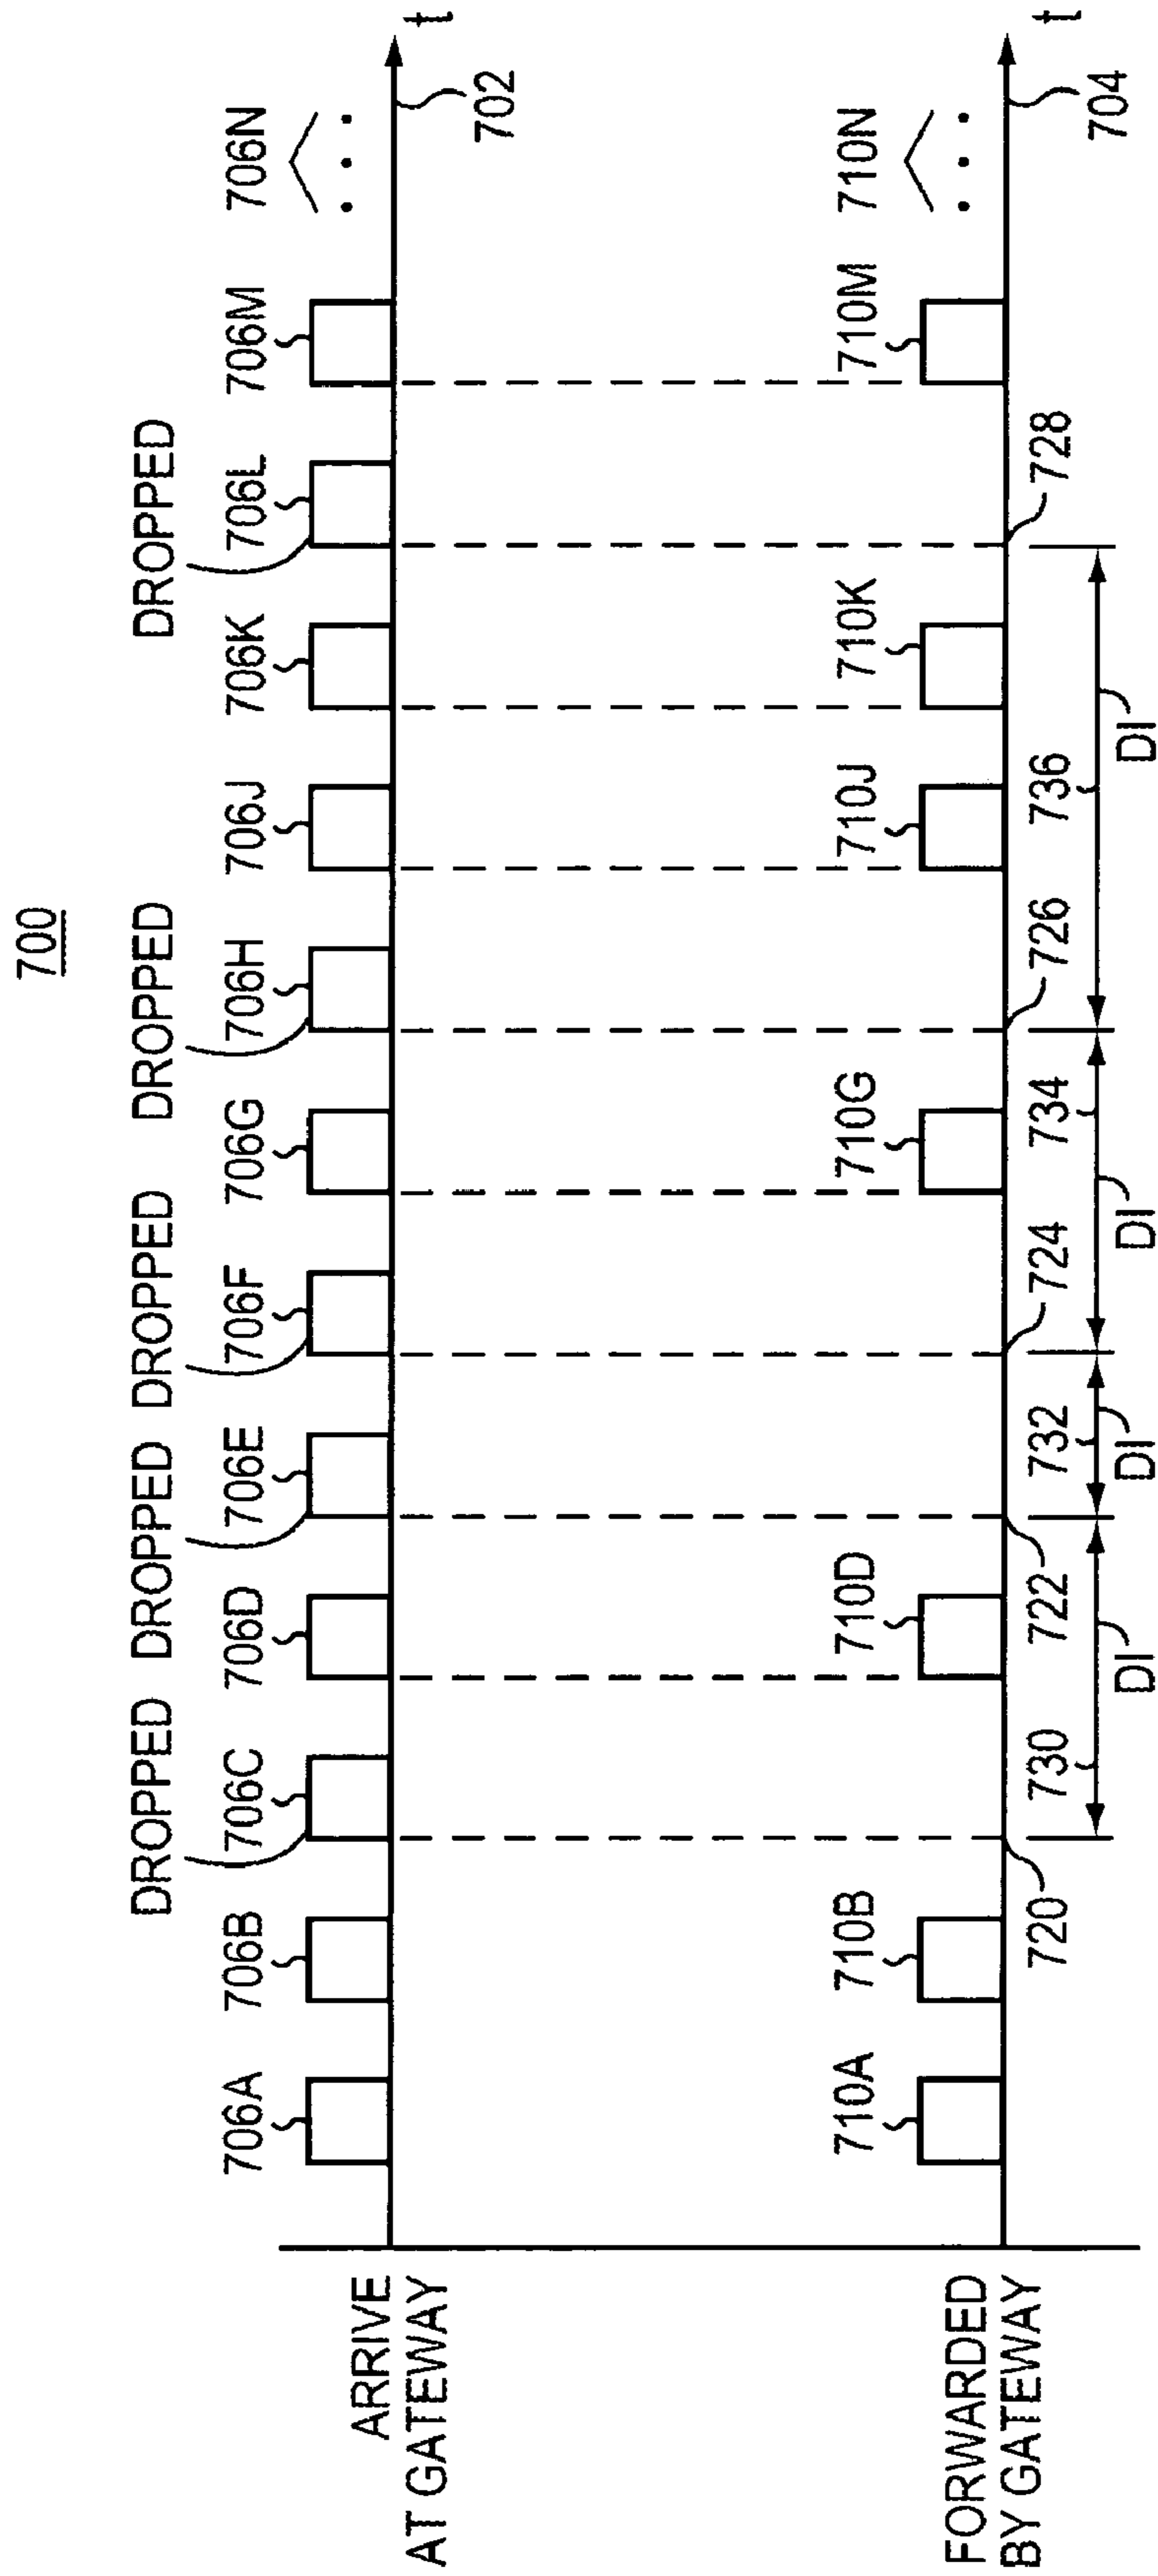 700
DROPPED DROPPED DROPPED DROPPED DROPPED
706A 706B 706C 706D 706E 706F 706G 706H 706J 706K 706L 706M 706N
ARRIVE
AT GATEWAY
t
702
710A 710B 710D 710G 710J 710K 710M 710N
FORWARDED
BY GATEWAY
t
720 730 722 732 724 734 726 736 728 704
DI DI DI DI